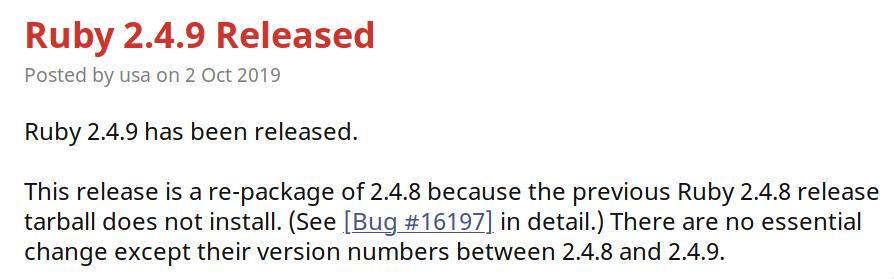 Ruby 2.4.9 Released
Posted by usa on 2 Oct 2019
Ruby 2.4.9 has been released.
This release is a re-package of 2.4.8 because the previous Ruby 2.4.8 release
tarball does not install. (See [Bug #16197] in detail.) There are no essential
change except their version numbers between 2.4.8 and 2.4.9.